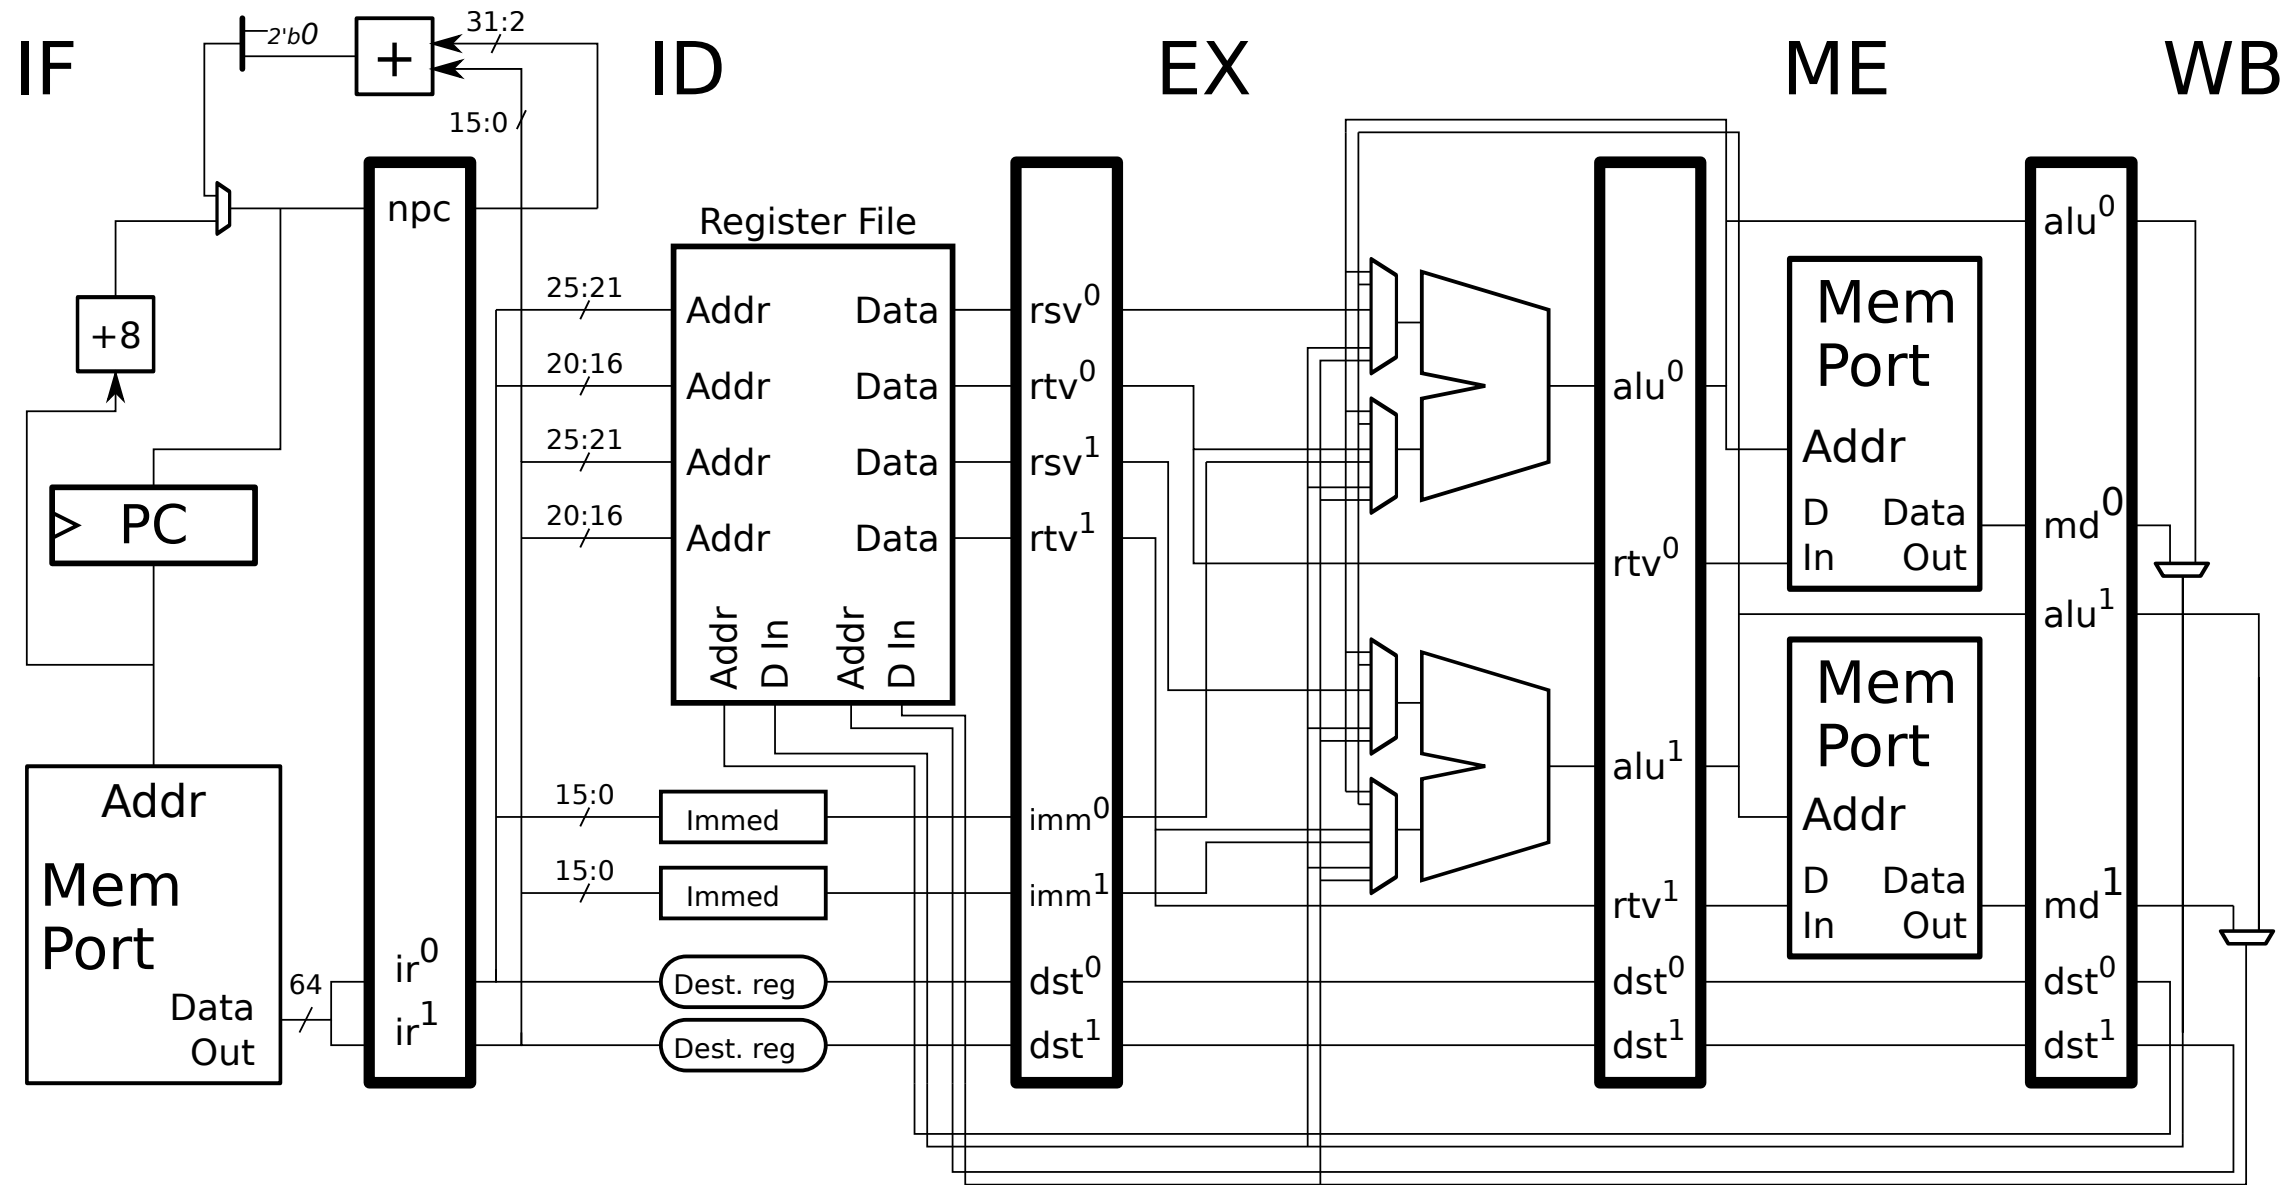 IF
ID
EX
ME
WB
2'b0
+
31:2
15:0
npc
+8
PC
Addr
Mem
Port
Data
Out
64
ir⁰
ir¹
Register File
25:21
Addr
Data
20:16
Addr
Data
25:21
Addr
Data
20:16
Addr
Data
Addr
D In
Addr
D In
15:0
Immed
15:0
Immed
Dest. reg
Dest. reg
rsv⁰
rtv⁰
rsv¹
rtv¹
imm⁰
imm¹
dst⁰
dst¹
alu⁰
rtv⁰
alu¹
rtv¹
dst⁰
dst¹
Mem
Port
Addr
D Data
In Out
Mem
Port
Addr
D Data
In Out
alu⁰
md⁰
alu¹
md¹
dst⁰
dst¹